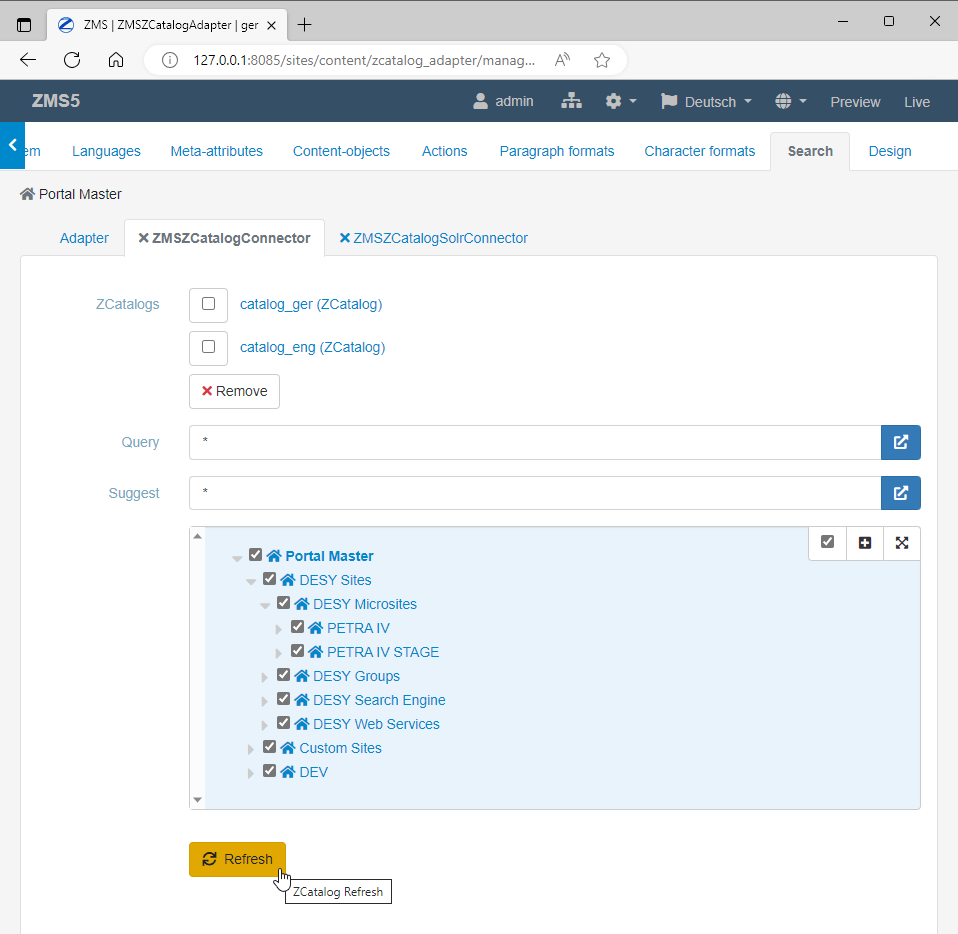 ZMS | ZMSZCatalogAdapter | ger
127.0.0.1:8085/sites/content/zcatalog_adapter/manag...
ZMS5 admin Deutsch Preview Live
em Languages Meta-attributes Content-objects Actions Paragraph formats Character formats Search Design
Portal Master
Adapter ZMSZCatalogConnector ZMSZCatalogSolrConnector
ZCatalogs catalog_ger (ZCatalog)
catalog_eng (ZCatalog)
Remove
Query *
Suggest *
Portal Master
DESY Sites
DESY Microsites
PETRA IV
PETRA IV STAGE
DESY Groups
DESY Search Engine
DESY Web Services
Custom Sites
DEV
Refresh
ZCatalog Refresh